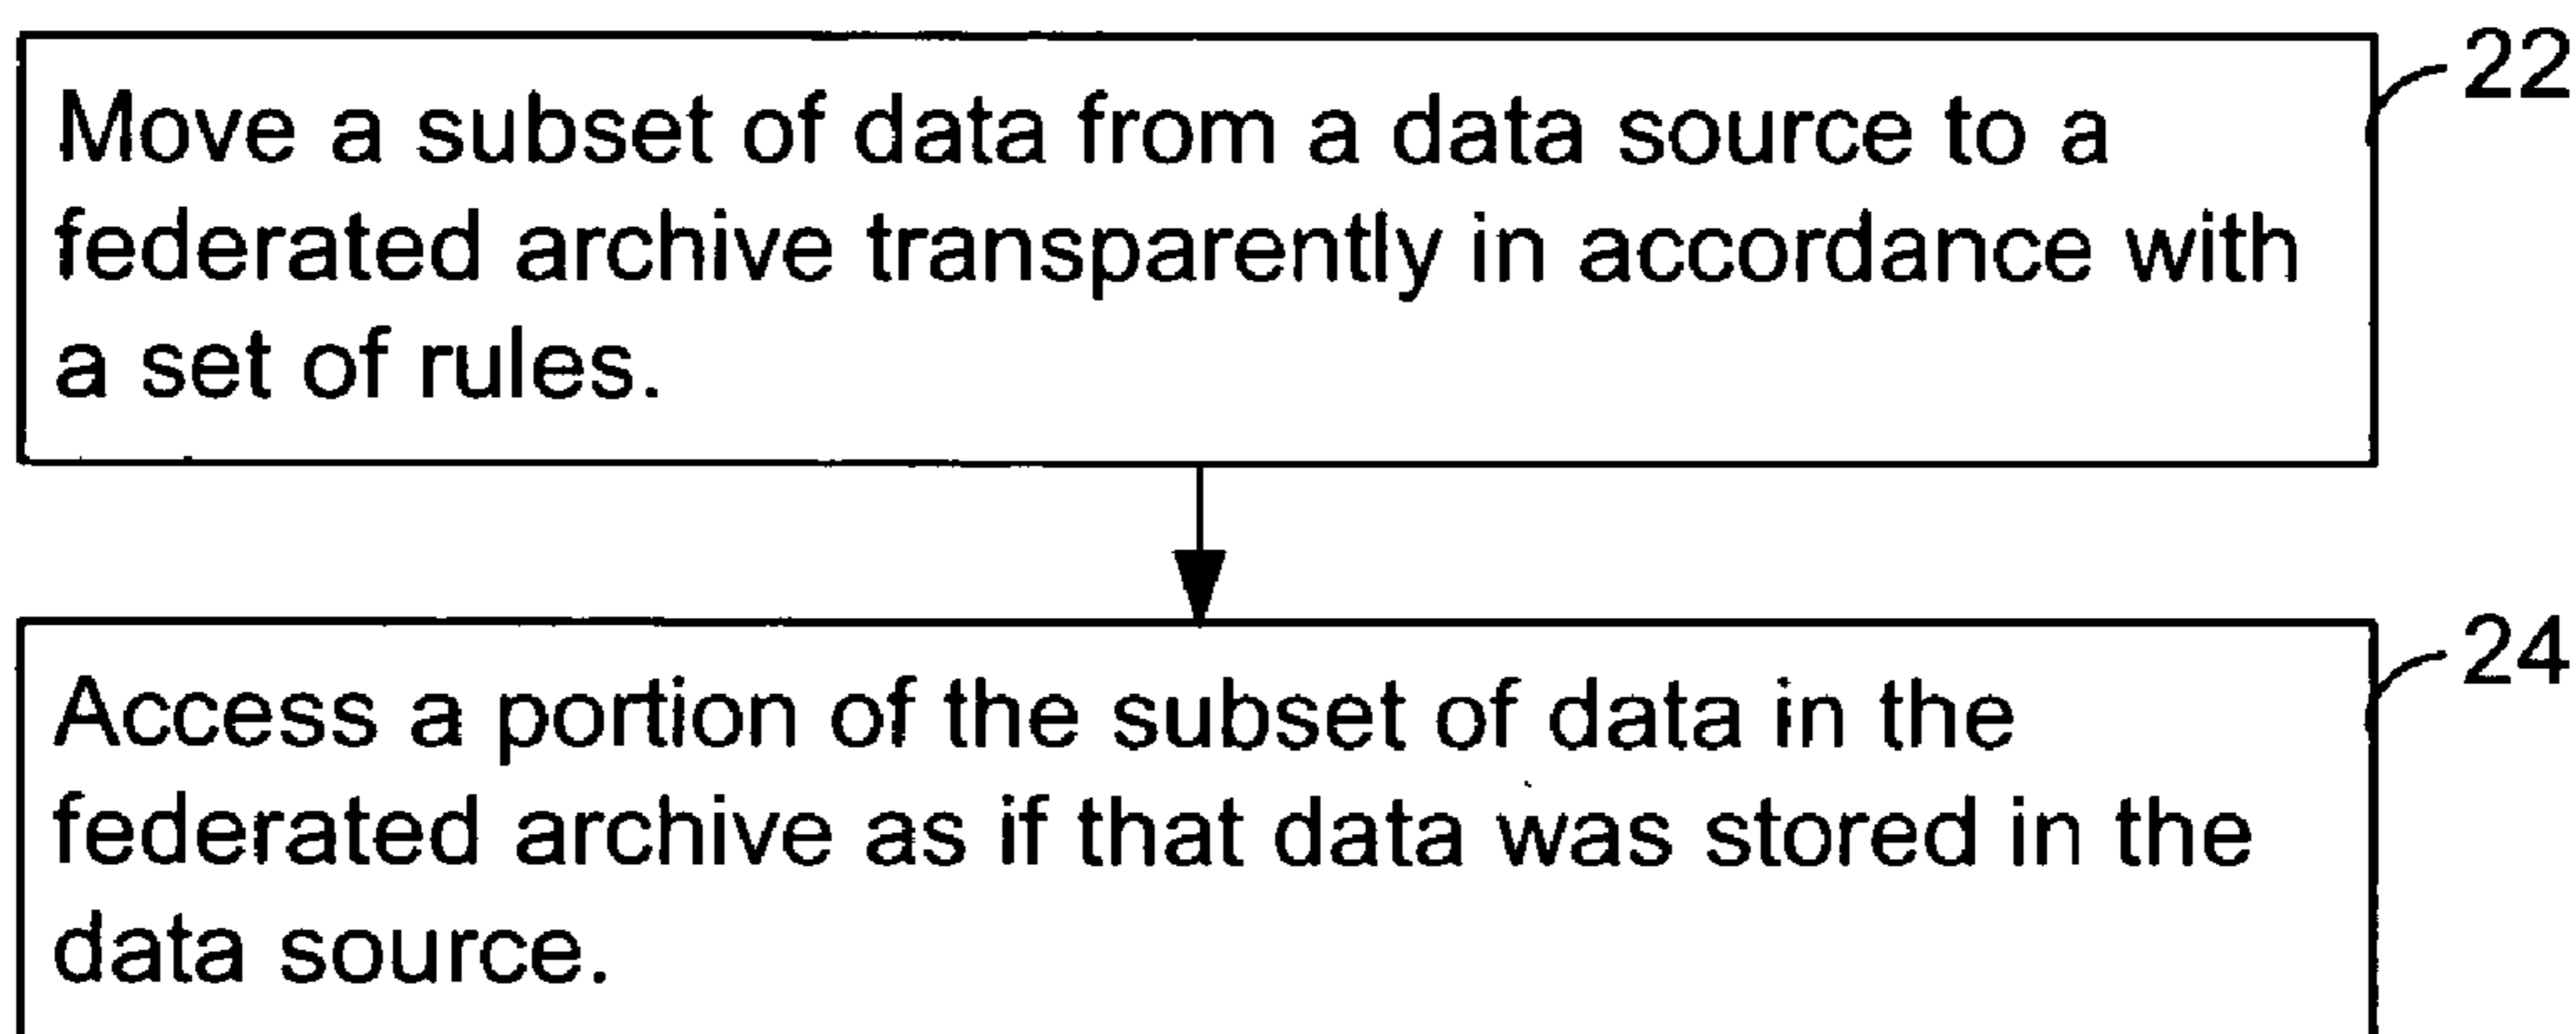 Move a subset of data from a data source to a
federated archive transparently in accordance with
a set of rules.
22
Access a portion of the subset of data in the
federated archive as if that data was stored in the
data source.
24